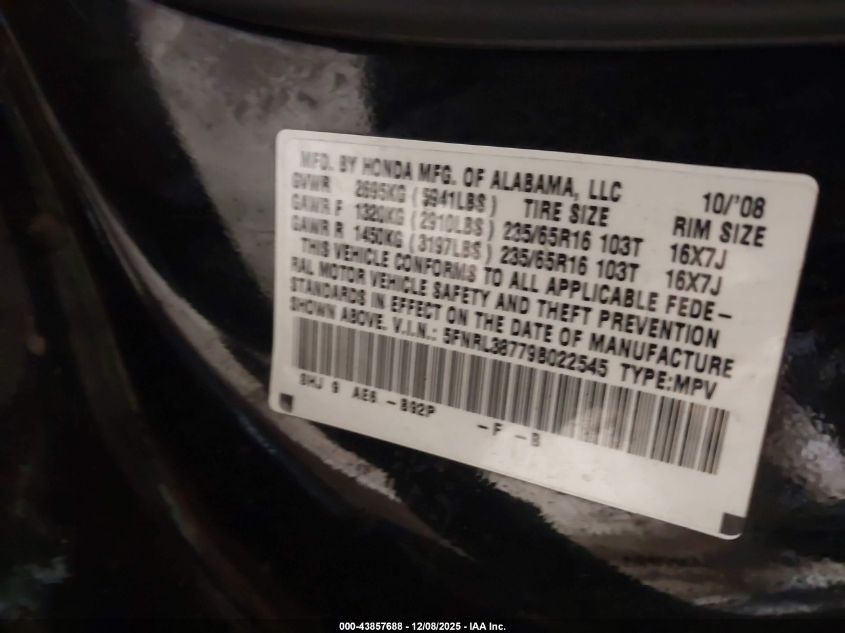 MFD. BY HONDA MFG. OF ALABAMA, LLC 10/'08
GVWR 2695KG (5941LBS) TIRE SIZE RIM SIZE
GAWR F 1320KG (2910LBS) 235/65R16 103T 16X7J
GAWR R 1450KG (3197LBS) 235/65R16 103T 16X7J
THIS VEHICLE CONFORMS TO ALL APPLICABLE FEDE-
RAL MOTOR VEHICLE SAFETY AND THEFT PREVENTION
STANDARDS IN EFFECT ON THE DATE OF MANUFACTURE
SHOWN ABOVE. V.I.N.: 5FNRL38779B022545 TYPE:MPV
SHJ 9 AE6 -B92P -F -B
000-43857688 - 12/08/2025 - IAA Inc.